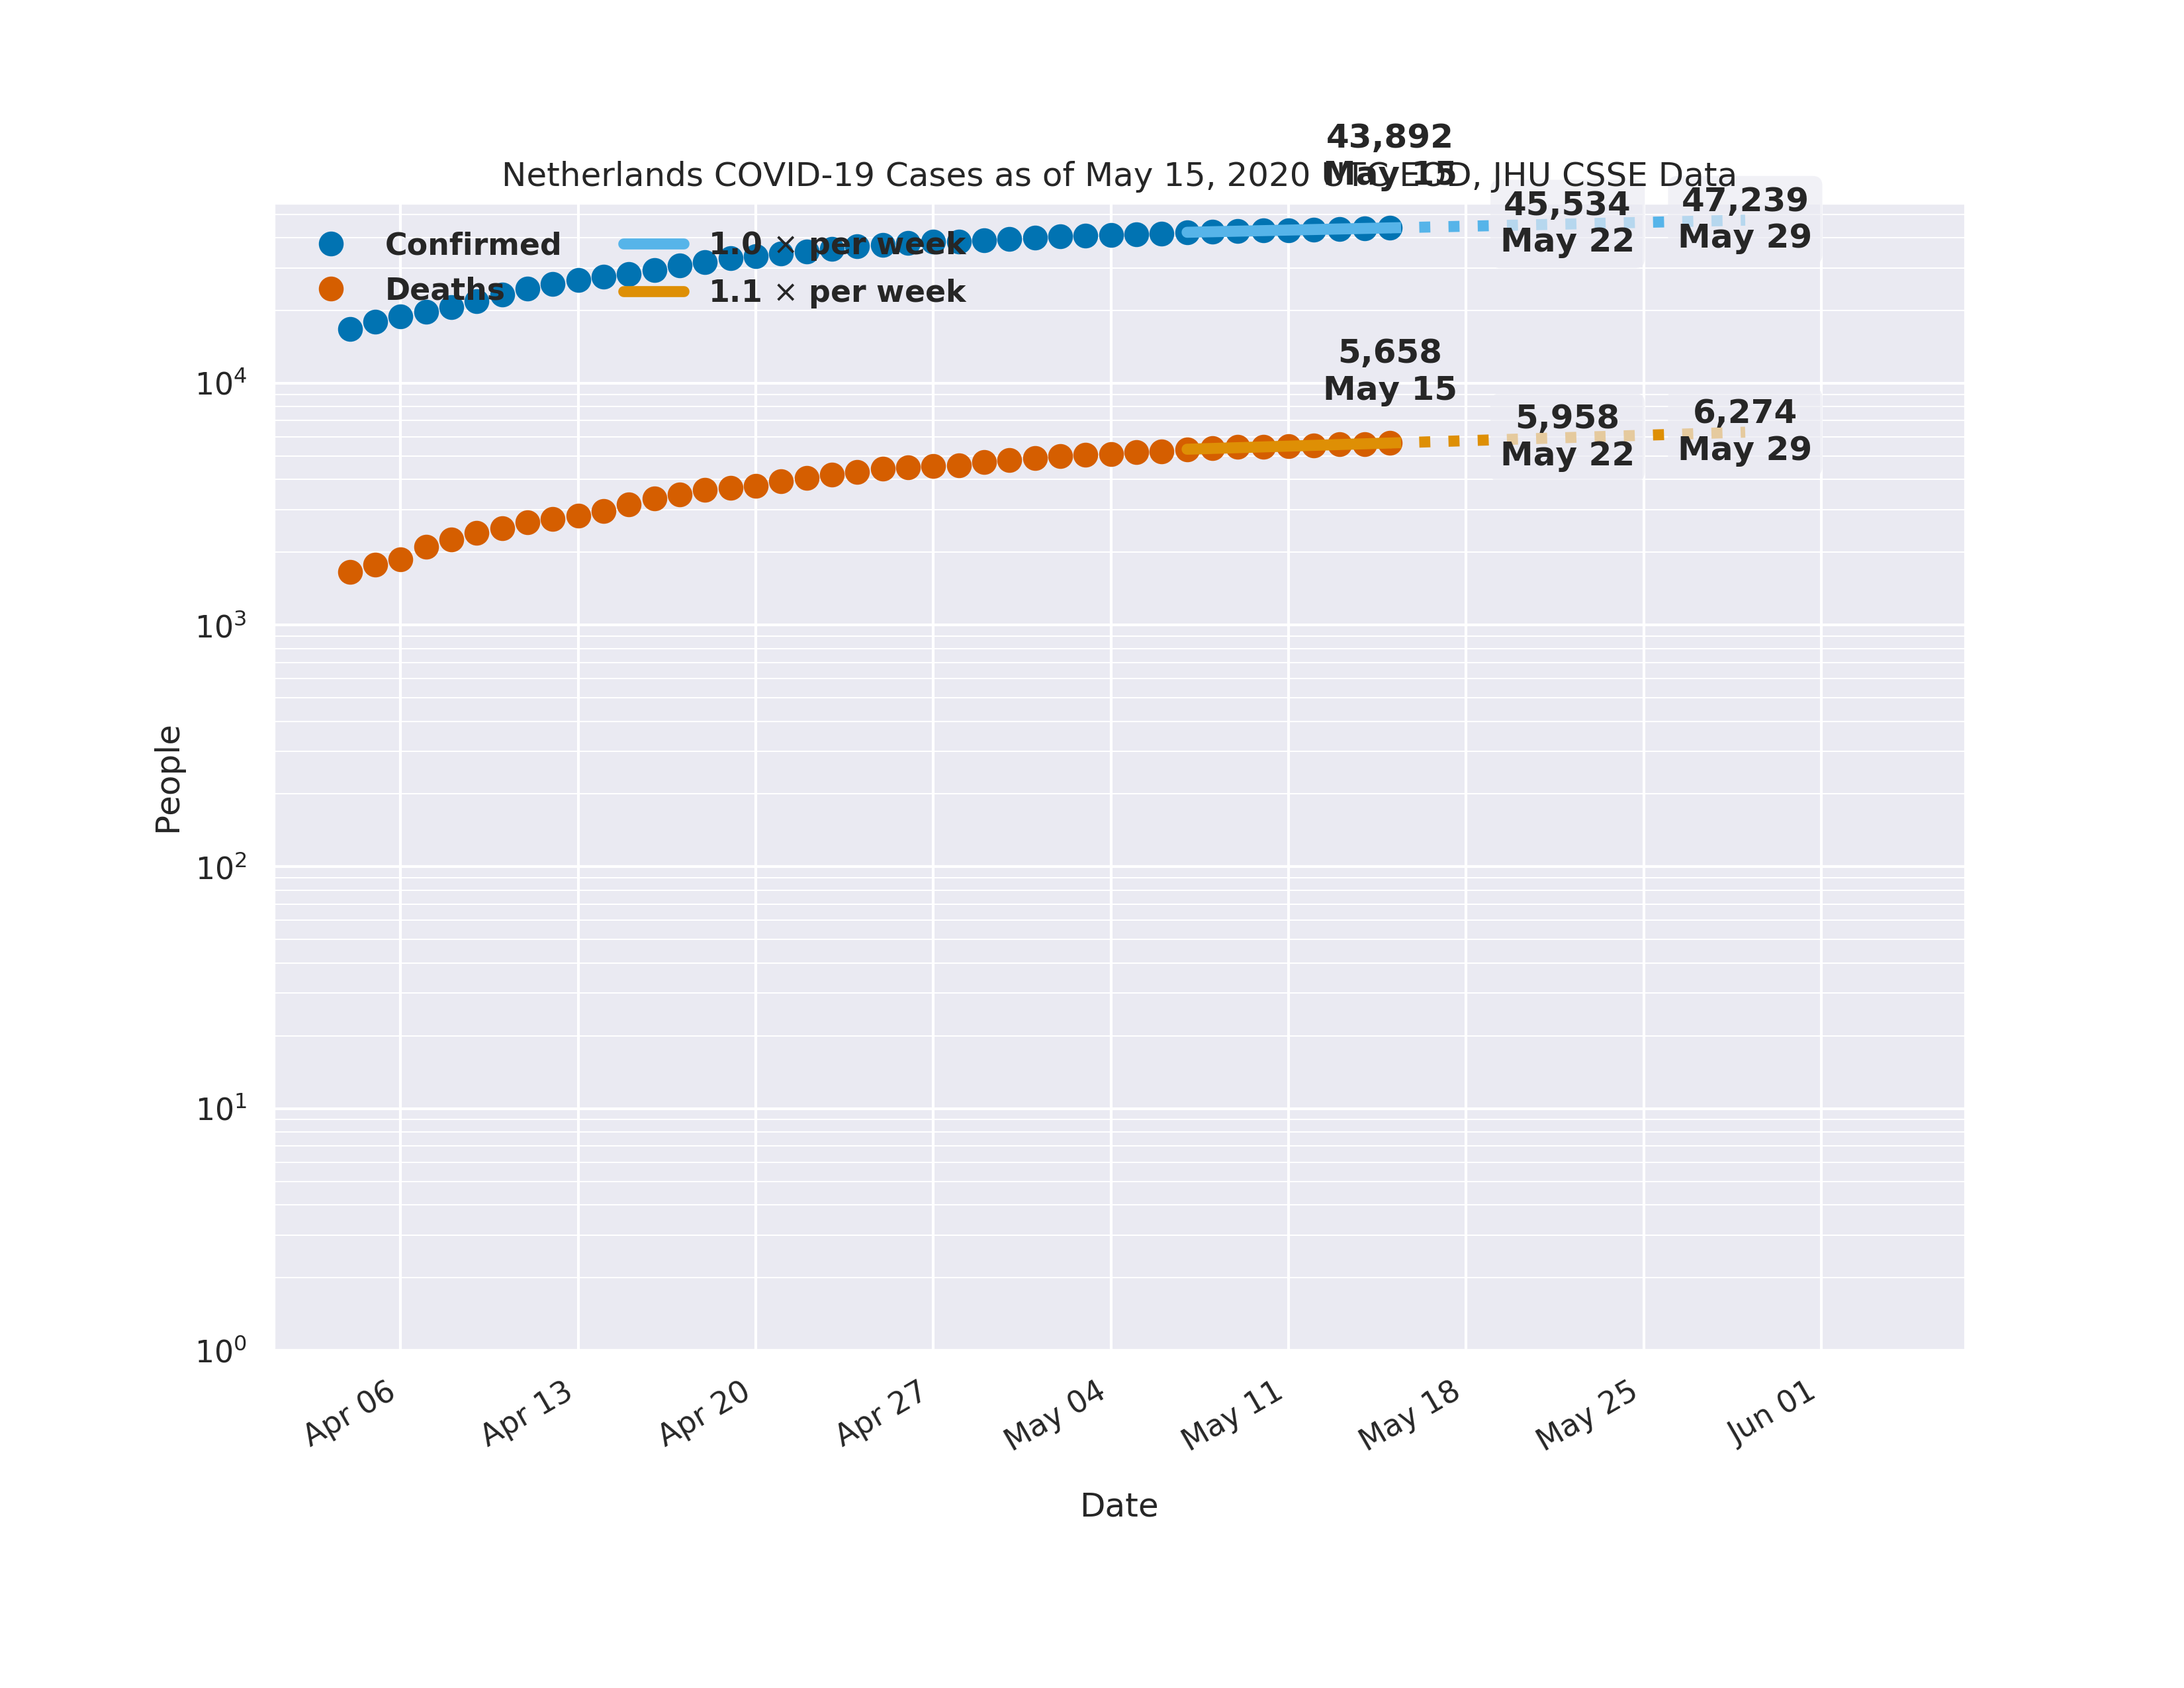 43,892
May 15
Netherlands COVID-19 Cases as of May 15, 2020 UTC EOD, JHU CSSE Data
45,534
May 22
47,239
May 29
Confirmed
Deaths
1.0 × per week
1.1 × per week
5,658
May 15
5,958
May 22
6,274
May 29
10⁴
10³
10²
10¹
10⁰
People
Apr 06
Apr 13
Apr 20
Apr 27
May 04
May 11
May 18
May 25
Jun 01
Date